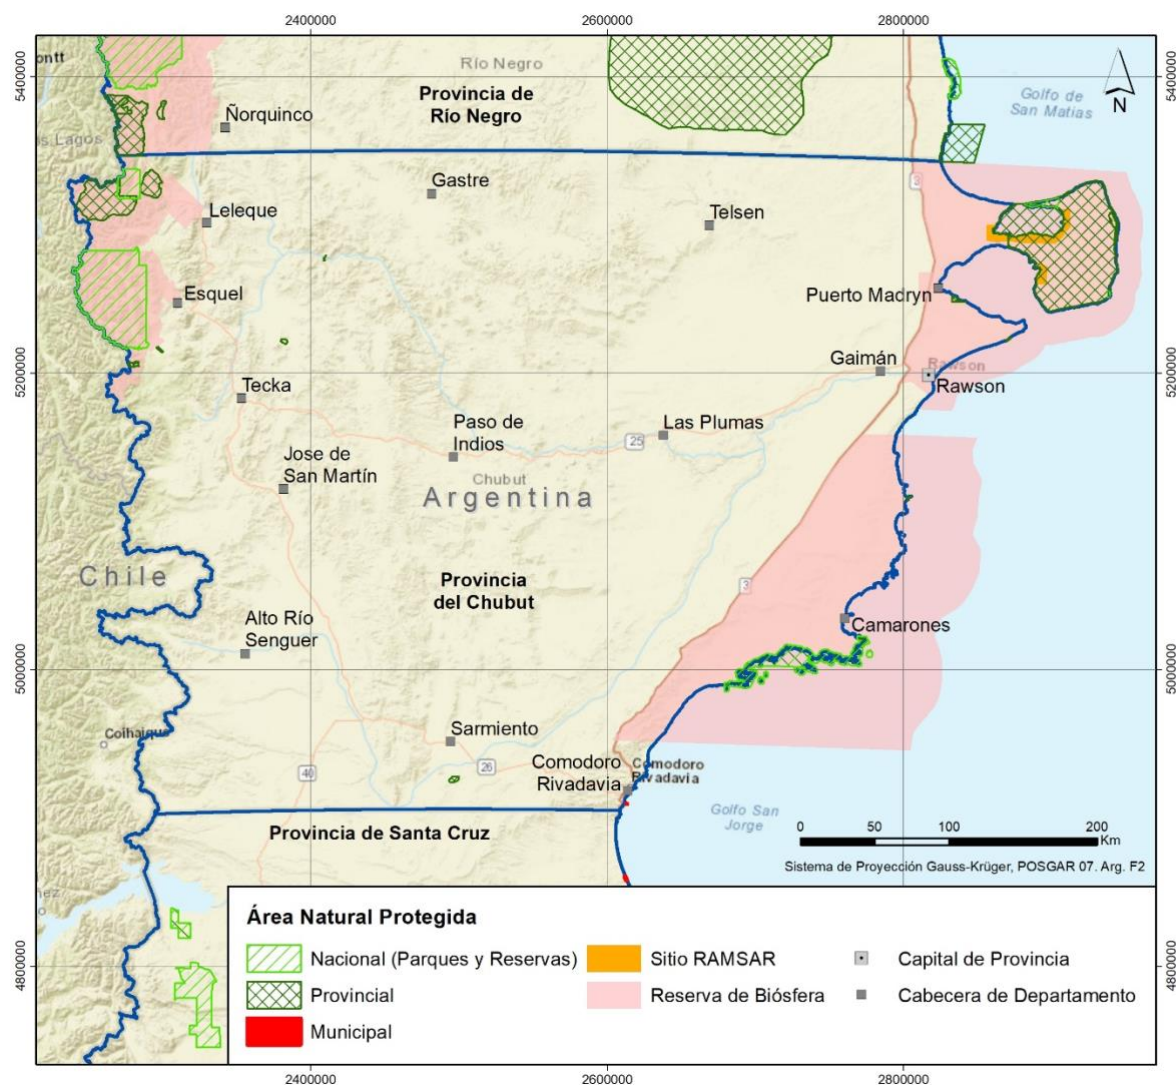 2400000
2600000
2800000
5400000
5400000
ontt
Río Negro
Provincia de
Río Negro
Golfo de
San Matias
N
Ñorquinco
Lagos
Gastre
Leleque
Telsen
3
Esquel
Puerto Madryn
Gaimán
5200000
5200000
Rawson
Rawson
Tecka
Paso de
Indios
Las Plumas
25
Jose de
San Martín
Chubut
Argentina
Chile
Provincia
del Chubut
3
Alto Río
Senguer
Camarones
5000000
5000000
Coihaique
Sarmiento
Comodoro
Rivadavia
Comodoro
Rivadavia
40
26
Golfo San
Jorge
Provincia de Santa Cruz
0 50 100 200
Km
Sistema de Proyección Gauss-Krüger, POSGAR 07. Arg. F2
Área Natural Protegida
Nacional (Parques y Reservas)
Sitio RAMSAR
Capital de Provincia
Provincial
Reserva de Biósfera
Cabecera de Departamento
Municipal
4800000
4800000
2400000
2600000
2800000